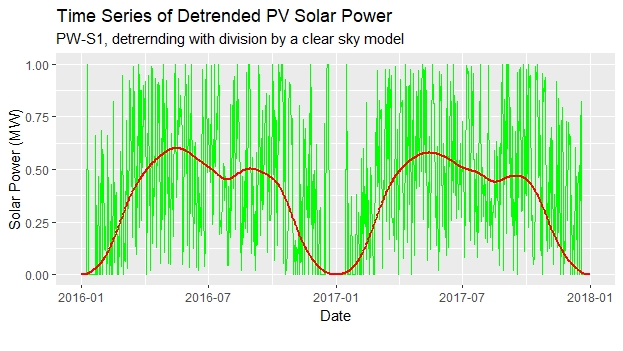 Time Series of Detrended PV Solar Power
PW-S1, detrernding with division by a clear sky model
1.00
0.75
0.50
0.25
0.00
Solar Power (MW)
2016-01 2016-07 2017-01 2017-07 2018-01
Date